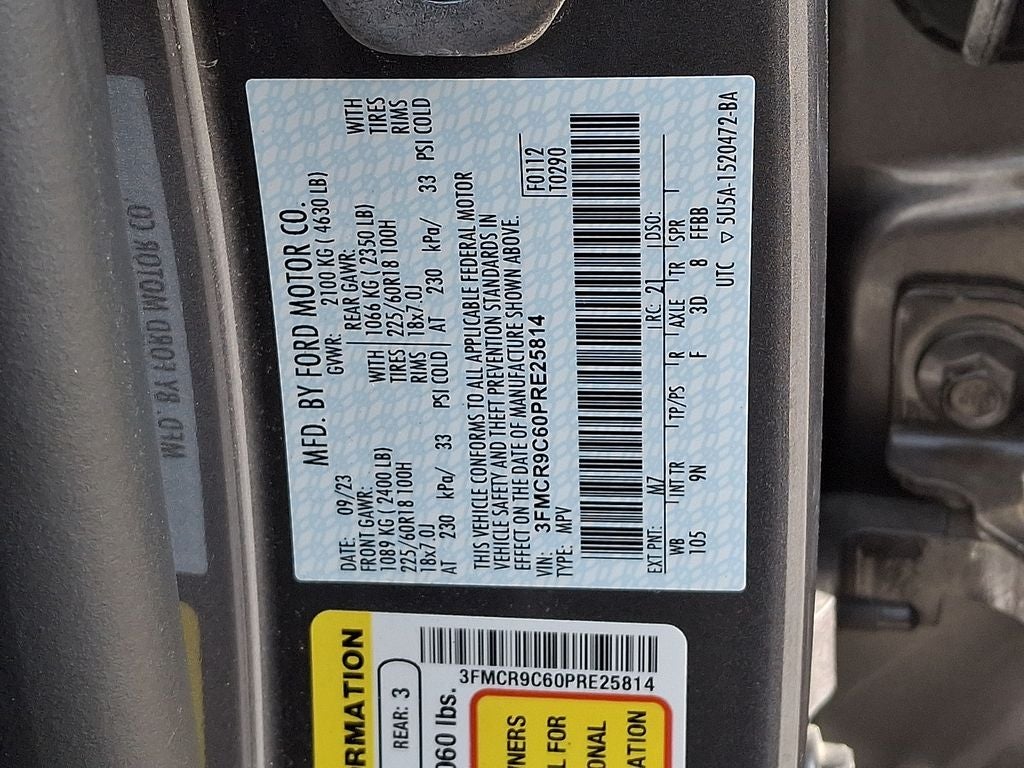 MFD. BY FORD MOTOR CO.
DATE: 09/23 GVWR: 2100 KG ( 4630 LB)
FRONT GAWR: REAR GAWR:
1089 KG ( 2400 LB) WITH 1066 KG ( 2350 LB) WITH
225/60R18 100H TIRES 225/60R18 100H TIRES
18x7.0J RIMS 18x7.0J RIMS
AT 230 kPa/ 33 PSI COLD AT 230 kPa/ 33 PSI COLD
THIS VEHICLE CONFORMS TO ALL APPLICABLE FEDERAL MOTOR
VEHICLE SAFETY AND THEFT PREVENTION STANDARDS IN
EFFECT ON THE DATE OF MANUFACTURE SHOWN ABOVE.
VIN: 3FMCR9C60PRE25814 F0112
TYPE: MPV T0290
EXT PNT: M7 RC: 21 DSO:
WB INT TR TP/PS R AXLE TR SPR
105 9N F 3D 8 FFBB
UTC ▽ 5U5A-1520472-BA
ORMATION
REAR: 3
060 lbs.
3FMCR9C60PRE25814
NERS
L FOR
ONAL
ATION
MFD. BY FORD MOTOR CO